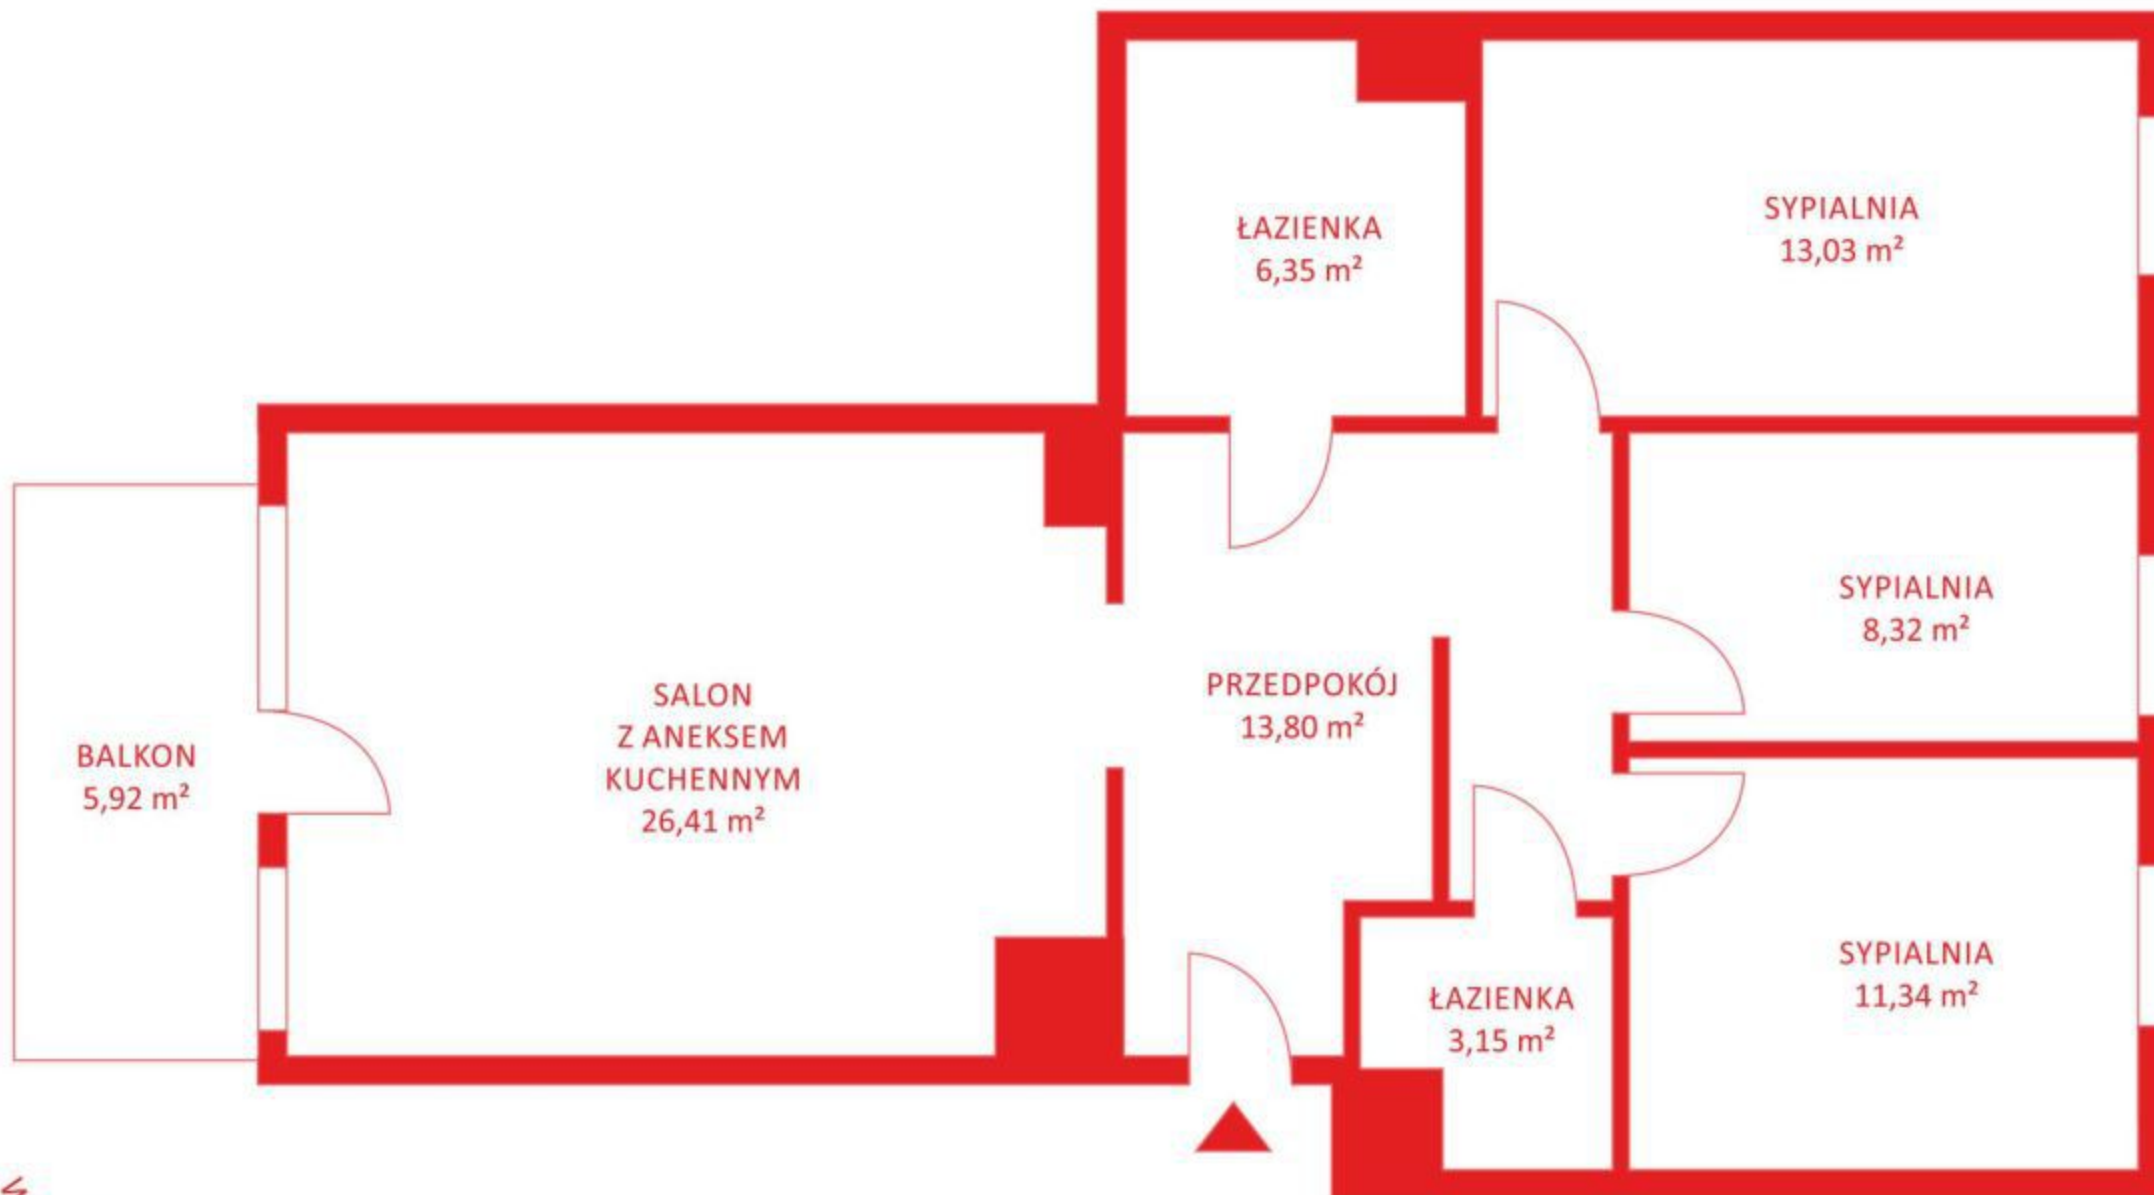 ŁAZIENKA
6,35 m²
SYPIALNIA
13,03 m²
SYPIALNIA
8,32 m²
PRZEDPOKÓJ
13,80 m²
SALON
Z ANEKSEM
KUCHENNYM
26,41 m²
BALKON
5,92 m²
SYPIALNIA
11,34 m²
ŁAZIENKA
3,15 m²